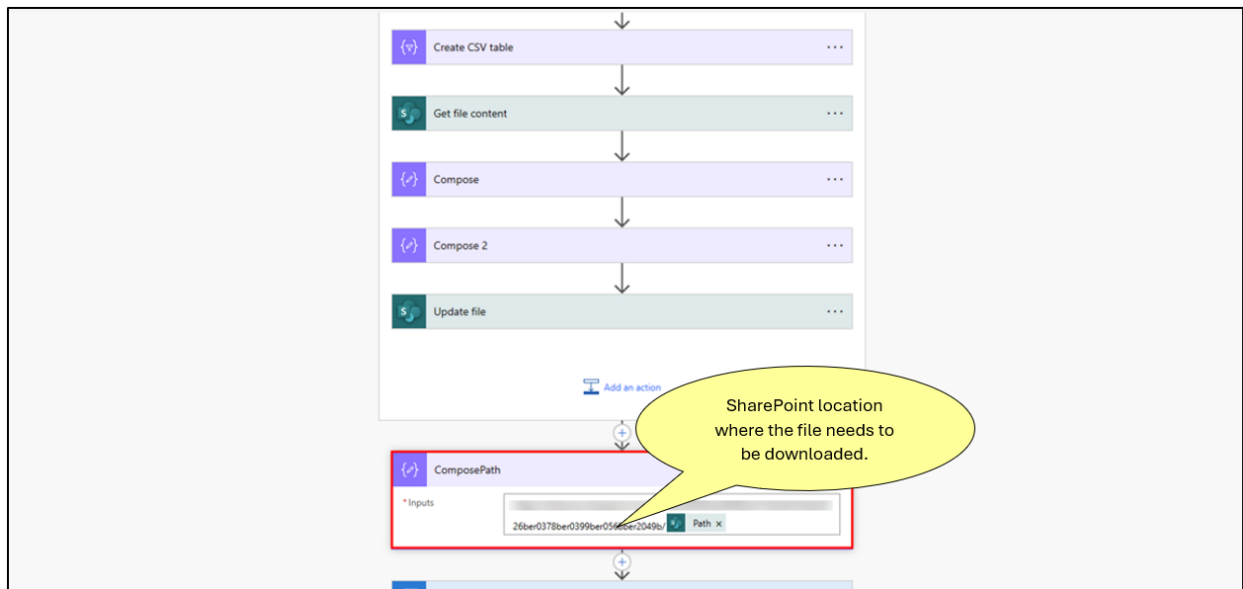 Create CSV table
Get file content
Compose
Compose 2
Update file
Add an action
SharePoint location
where the file needs to
be downloaded.
ComposePath
*Inputs
Path ×